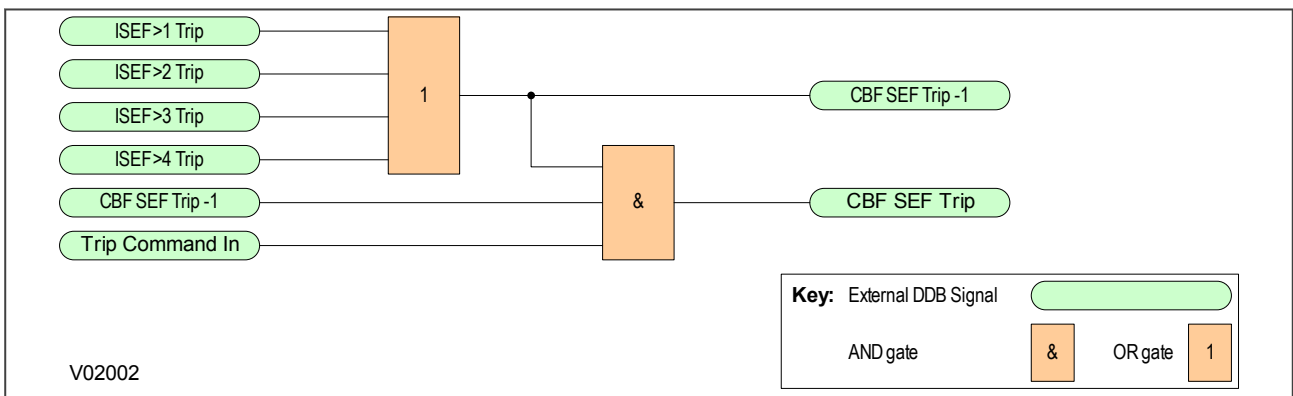 ISEF>1 Trip
ISEF>2 Trip
ISEF>3 Trip
ISEF>4 Trip
CBF SEF Trip -1
Trip Command In
1
&
CBF SEF Trip -1
CBF SEF Trip
Key: External DDB Signal
AND gate & OR gate 1
V02002